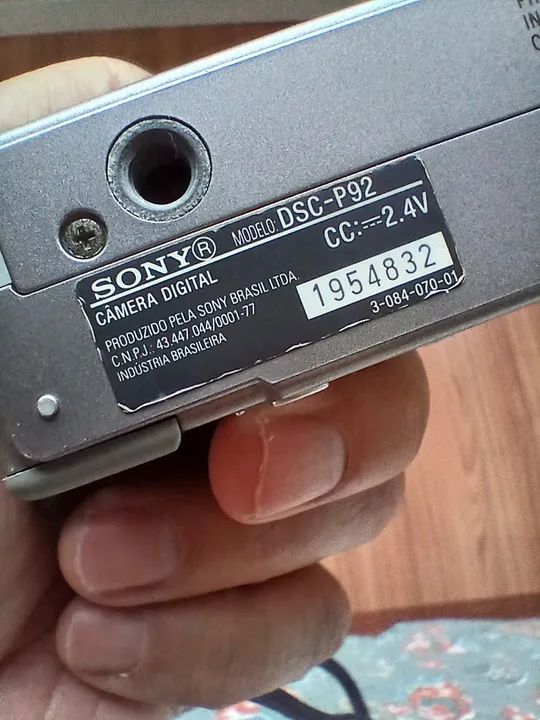 SONY® MODELO: DSC-P92
CÂMERA DIGITAL CC: ⎓ 2.4V
PRODUZIDO PELA SONY BRASIL LTDA.
C.N.P.J.: 43.447.044/0001-77
INDÚSTRIA BRASILEIRA
1954832
3-084-070-01